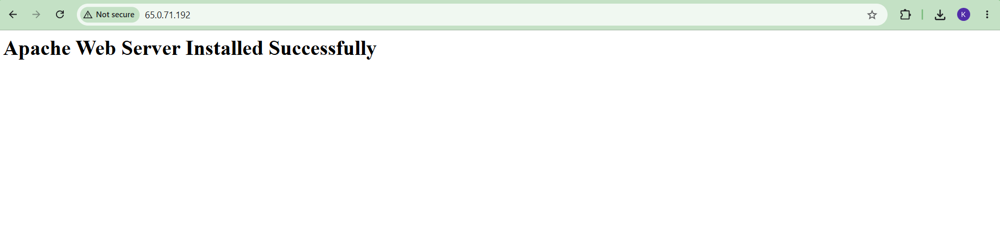 Not secure 65.0.71.192
K
Apache Web Server Installed Successfully